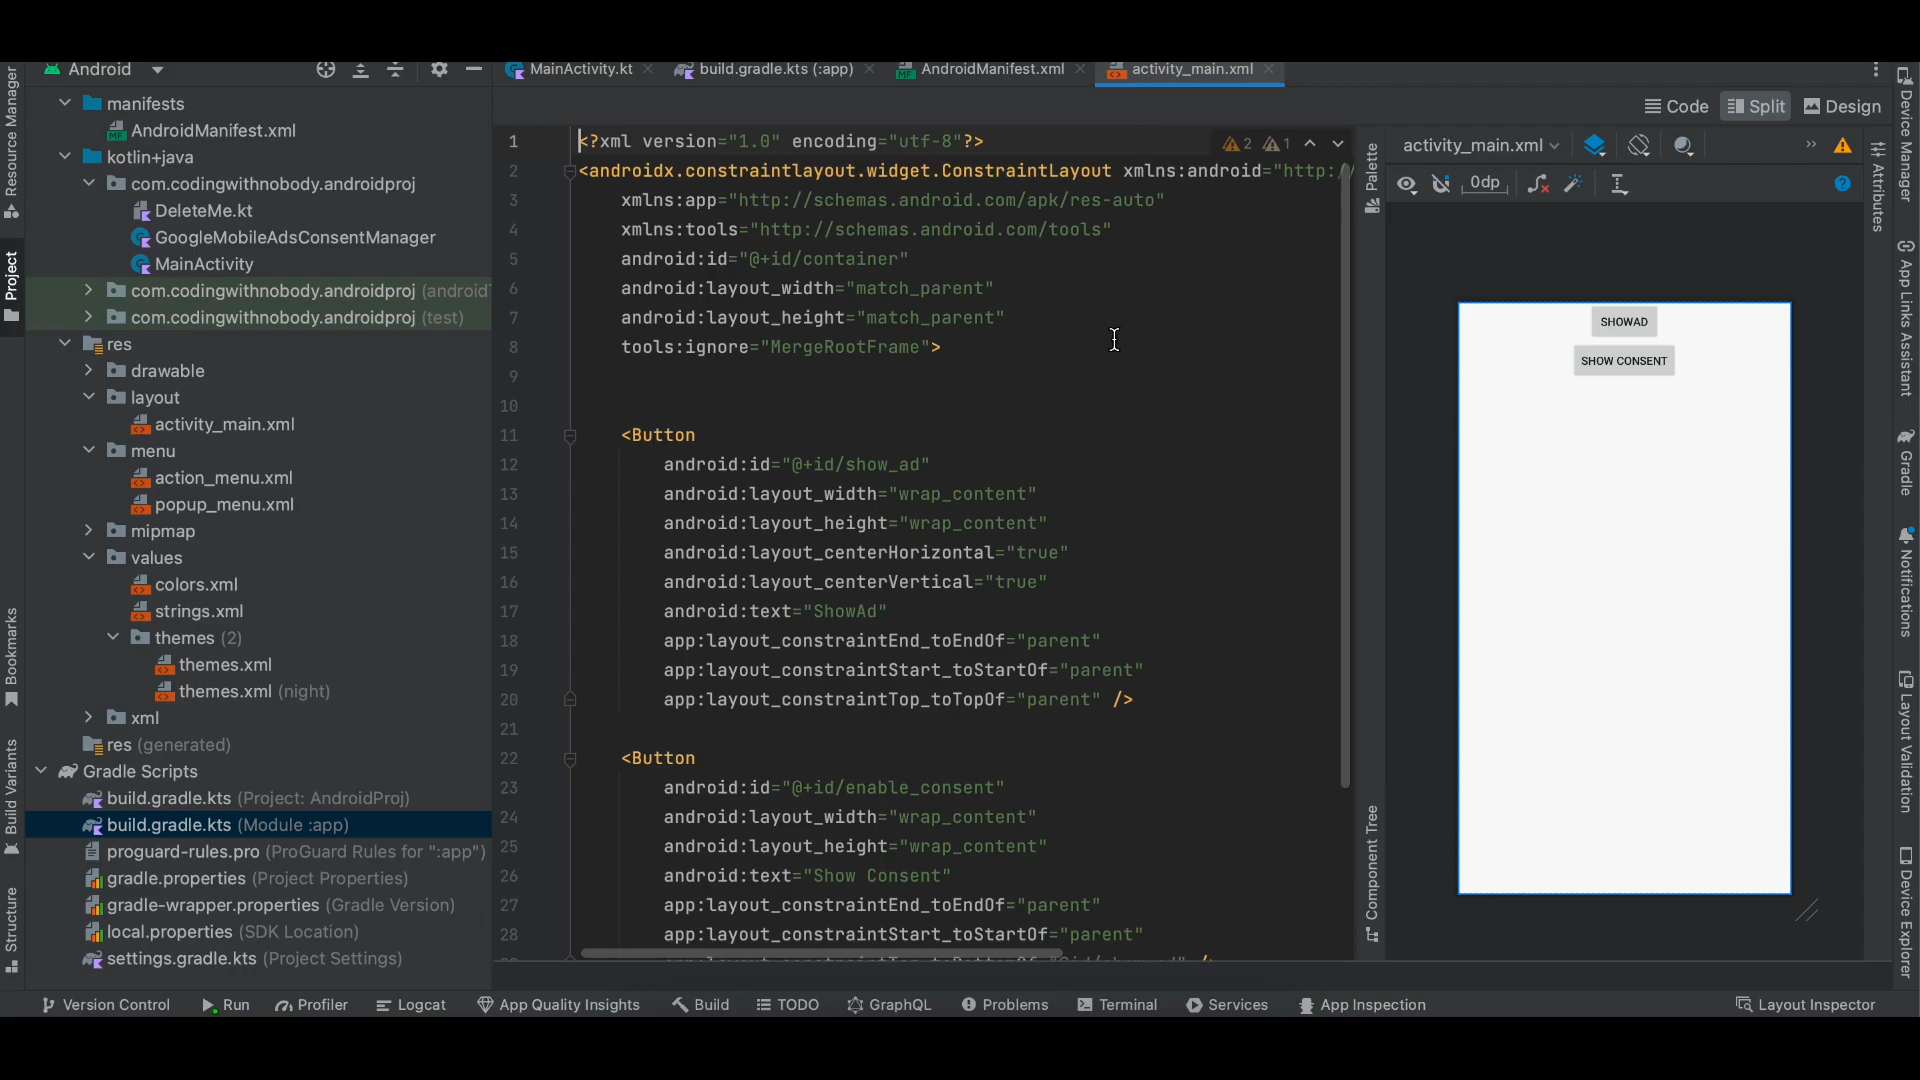 Android
MainActivity.kt
build.gradle.kts (:app)
AndroidManifest.xml
activity_main.xml
Code
Split
Design
Resource Manager
Project
Bookmarks
Build Variants
Structure
manifests
AndroidManifest.xml
kotlin+java
com.codingwithnobody.androidproj
DeleteMe.kt
GoogleMobileAdsConsentManager
MainActivity
com.codingwithnobody.androidproj (android
com.codingwithnobody.androidproj (test)
res
drawable
layout
activity_main.xml
menu
action_menu.xml
popup_menu.xml
mipmap
values
colors.xml
strings.xml
themes (2)
themes.xml
themes.xml (night)
xml
res (generated)
Gradle Scripts
build.gradle.kts (Project: AndroidProj)
build.gradle.kts (Module :app)
proguard-rules.pro (ProGuard Rules for ":app")
gradle.properties (Project Properties)
gradle-wrapper.properties (Gradle Version)
local.properties (SDK Location)
settings.gradle.kts (Project Settings)
1 <?xml version="1.0" encoding="utf-8"?>
2 1
2 <androidx.constraintlayout.widget.ConstraintLayout xmlns:android="http:/
3 xmlns:app="http://schemas.android.com/apk/res-auto"
4 xmlns:tools="http://schemas.android.com/tools"
5 android:id="@+id/container"
6 android:layout_width="match_parent"
7 android:layout_height="match_parent"
8 tools:ignore="MergeRootFrame">
9
10
11 <Button
12 android:id="@+id/show_ad"
13 android:layout_width="wrap_content"
14 android:layout_height="wrap_content"
15 android:layout_centerHorizontal="true"
16 android:layout_centerVertical="true"
17 android:text="ShowAd"
18 app:layout_constraintEnd_toEndOf="parent"
19 app:layout_constraintStart_toStartOf="parent"
20 app:layout_constraintTop_toTopOf="parent" />
21
22 <Button
23 android:id="@+id/enable_consent"
24 android:layout_width="wrap_content"
25 android:layout_height="wrap_content"
26 android:text="Show Consent"
27 app:layout_constraintEnd_toEndOf="parent"
28 app:layout_constraintStart_toStartOf="parent"
Palette
Component Tree
activity_main.xml
0dp
SHOWAD
SHOW CONSENT
Attributes
Device Manager
App Links Assistant
Gradle
Notifications
Layout Validation
Device Explorer
Version Control
Run
Profiler
Logcat
App Quality Insights
Build
TODO
GraphQL
Problems
Terminal
Services
App Inspection
Layout Inspector